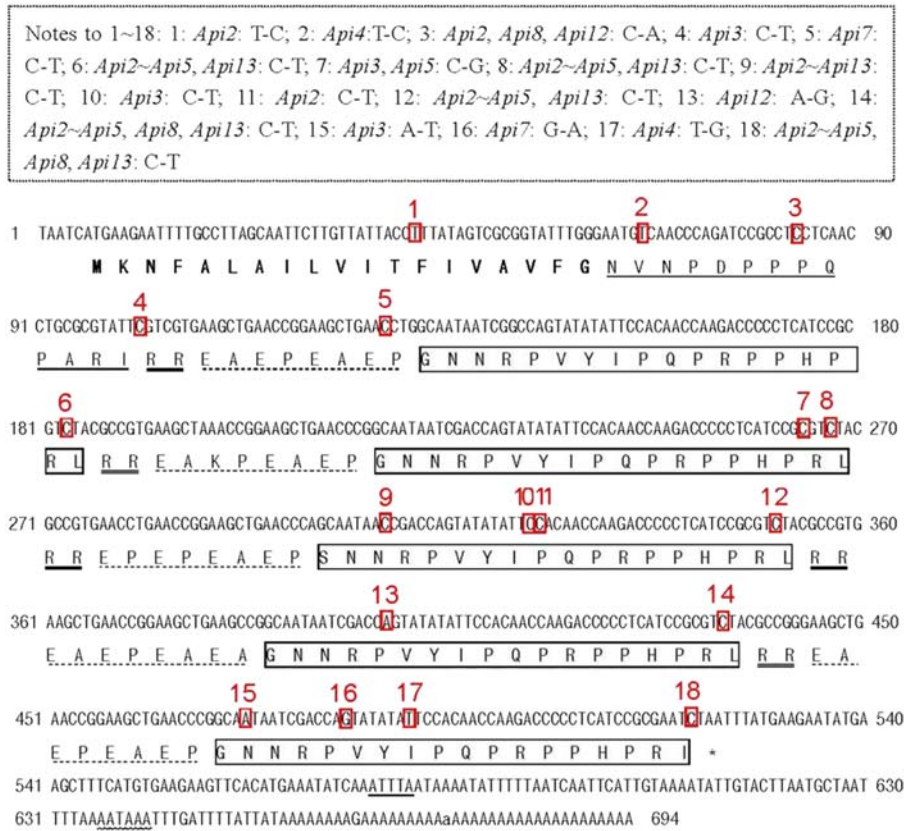 Notes to 1~18: 1: Api2: T-C; 2: Api4:T-C; 3: Api2, Api8, Api12: C-A; 4: Api3: C-T; 5: Api7:
C-T; 6: Api2~Api5, Api13: C-T; 7: Api3, Api5: C-G; 8: Api2~Api5, Api13: C-T; 9: Api2~Api13:
C-T; 10: Api3: C-T; 11: Api2: C-T; 12: Api2~Api5, Api13: C-T; 13: Api12: A-G; 14:
Api2~Api5, Api8, Api13: C-T; 15: Api3: A-T; 16: Api7: G-A; 17: Api4: T-G; 18: Api2~Api5,
Api8, Api13: C-T
1 2 3
1 TAATCATGAAGAATTTTGCCTTAGCAATTCTTGTTATTACCTTTATAGTCGCGGTATTTGGGAATGTCAACCCAGATCCGCCTCCTCAAC 90
M K N F A L A I L V I T F I V A V F G N V N P D P P P Q
4 5
91 CTGCGCGTATTCGTCGTGAAGCTGAACCGGAAGCTGAACCTGGCAATAATCGGCCAGTATATATTCCACAACCAAGACCCCCTCATCCGC 180
P A R I R R E A E P E A E P G N N R P V Y I P Q P R P P H P
6 7 8
181 GTCTACGCCGTGAAGCTAAACCGGAAGCTGAACCCGGCAATAATCGACCAGTATATATTCCACAACCAAGACCCCCTCATCCGCGTCTAC 270
R L R R E A K P E A E P G N N R P V Y I P Q P R P P H P R L
9 1011 12
271 GCCGTGAACCTGAACCGGAAGCTGAACCCAGCAATAACCGACCAGTATATATTCCACAACCAAGACCCCCTCATCCGCGTCTACGCCGTG 360
R R E P E P E A E P S N N R P V Y I P Q P R P P H P R L R R
13 14
361 AAGCTGAACCGGAAGCTGAAGCCGGCAATAATCGACCAGTATATATTCCACAACCAAGACCCCCTCATCCGCGTCTACGCCGGGAAGCTG 450
E A E P E A E A G N N R P V Y I P Q P R P P H P R L R R E A
15 16 17 18
451 AACCGGAAGCTGAACCCGGCAATAATCGACCAGTATATATTCCACAACCAAGACCCCCTCATCCGCGAATCTAATTTATGAAGAATATGA 540
E P E A E P G N N R P V Y I P Q P R P P H P R I *
541 AGCTTTCATGTGAAGAAGTTCACATGAAATATCAAATTTAATAAAATATTTTTAATCAATTCATTGTAAAATATTGTACTTAATGCTAAT 630
631 TTTAAAATAAATTTGATTTTATTATAAAAAAAAGAAAAAAAAAaAAAAAAAAAAAAAAAAAAAA 694